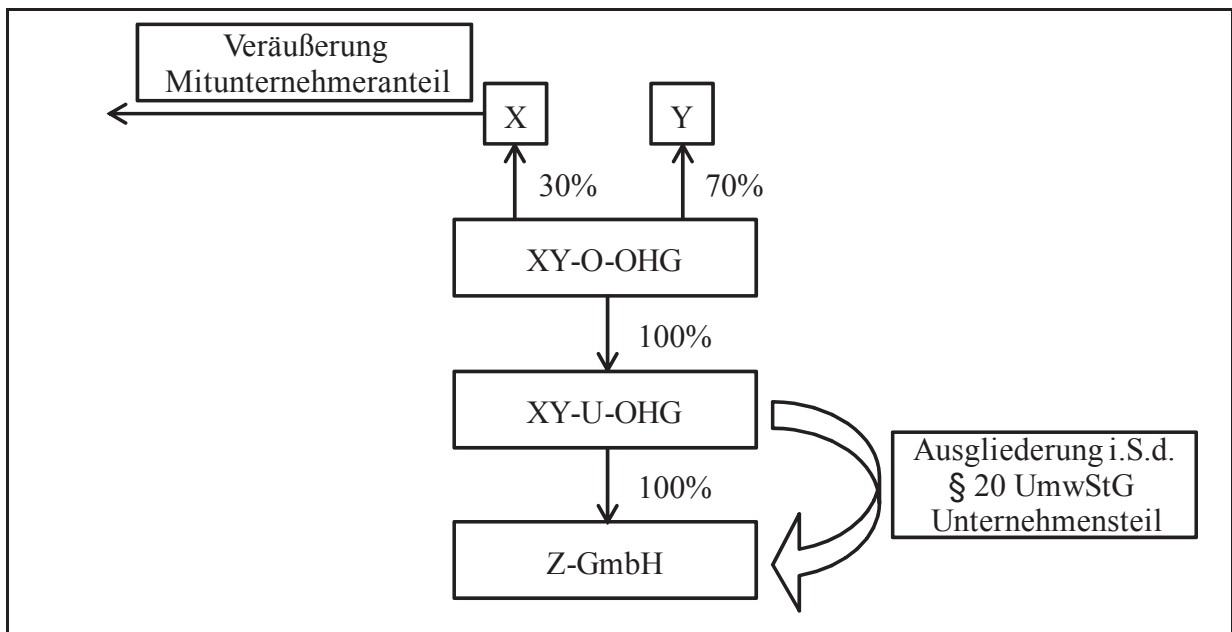 Veräußerung
Mitunternehmeranteil
X
Y
30%
70%
XY-O-OHG
100%
XY-U-OHG
100%
Ausgliederung i.S.d.
§ 20 UmwStG
Unternehmensteil
Z-GmbH